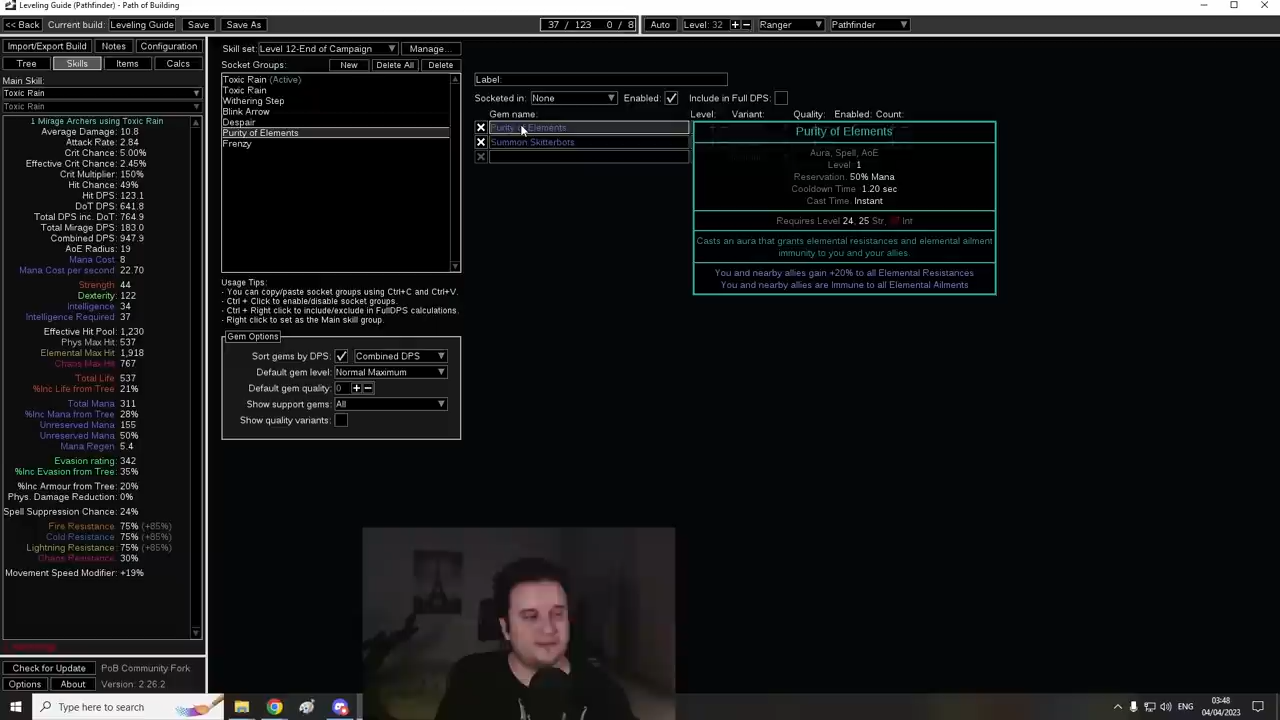 Leveling Guide (Pathfinder) - Path of Building
<< Back Current build: Leveling Guide Save Save As 37 / 123 0 / 8 Auto Level: 32 + - Ranger Pathfinder
Import/Export Build Notes Configuration
Tree Skills Items Calcs
Main Skill:
Toxic Rain
Toxic Rain
1 Mirage Archers using Toxic Rain
Average Damage: 10.8
Attack Rate: 2.84
Crit Chance: 5.00%
Effective Crit Chance: 2.45%
Crit Multiplier: 150%
Hit Chance: 49%
Hit DPS: 123.1
DoT DPS: 641.8
Total DPS inc. DoT: 764.9
Total Mirage DPS: 183.0
Combined DPS: 947.9
AoE Radius: 19
Mana Cost: 8
Mana Cost per second: 22.70
Strength: 44
Dexterity: 122
Intelligence: 34
Intelligence Required: 37
Effective Hit Pool: 1,230
Phys Max Hit: 537
Elemental Max Hit: 1,918
Chaos Max Hit: 767
Total Life: 537
%Inc Life from Tree: 21%
Total Mana: 311
%Inc Mana from Tree: 28%
Unreserved Mana: 155
Unreserved Mana: 50%
Mana Regen: 5.4
Evasion rating: 342
%Inc Evasion from Tree: 35%
%Inc Armour from Tree: 24%
Phys. Damage Reduction: 0%
Spell Suppression Chance: 24%
Fire Resistance: 75% (+85%)
Cold Resistance: 75% (+85%)
Lightning Resistance: 75% (+85%)
Chaos Resistance: 30%
Movement Speed Modifier: +19%
Check for Update PoB Community Fork
Options About Version: 2.26.2
Skill set: Level 12-End of Campaign Manage...
Socket Groups: New Delete All Delete
Toxic Rain (Active)
Toxic Rain
Withering Step
Blink Arrow
Despair
Purity of Elements
Frenzy
Usage Tips:
- You can copy/paste socket groups using Ctrl+C and Ctrl+V.
- Ctrl + Click to enable/disable socket groups.
- Ctrl + Right click to include/exclude in FullDPS calculations.
- Right click to set as the Main skill group.
Gem Options
Sort gems by DPS: Combined DPS
Default gem level: Normal Maximum
Default gem quality: 0 + -
Show support gems: All
Show quality variants:
Label:
Socketed in: None Enabled: Include in Full DPS:
Gem name: Level: Variant: Quality: Enabled: Count:
Purity of Elements
Summon Skitterbots
Purity of Elements
Aura, Spell, AoE
Level: 1
Reservation: 50% Mana
Cooldown Time: 1.20 sec
Cast Time: Instant
Requires Level 24, 25 Str, Int
Casts an aura that grants elemental resistances and elemental ailment
immunity to you and your allies.
You and nearby allies gain +20% to all Elemental Resistances
You and nearby allies are Immune to all Elemental Ailments
Type here to search
ENG
03:48
04/04/2023